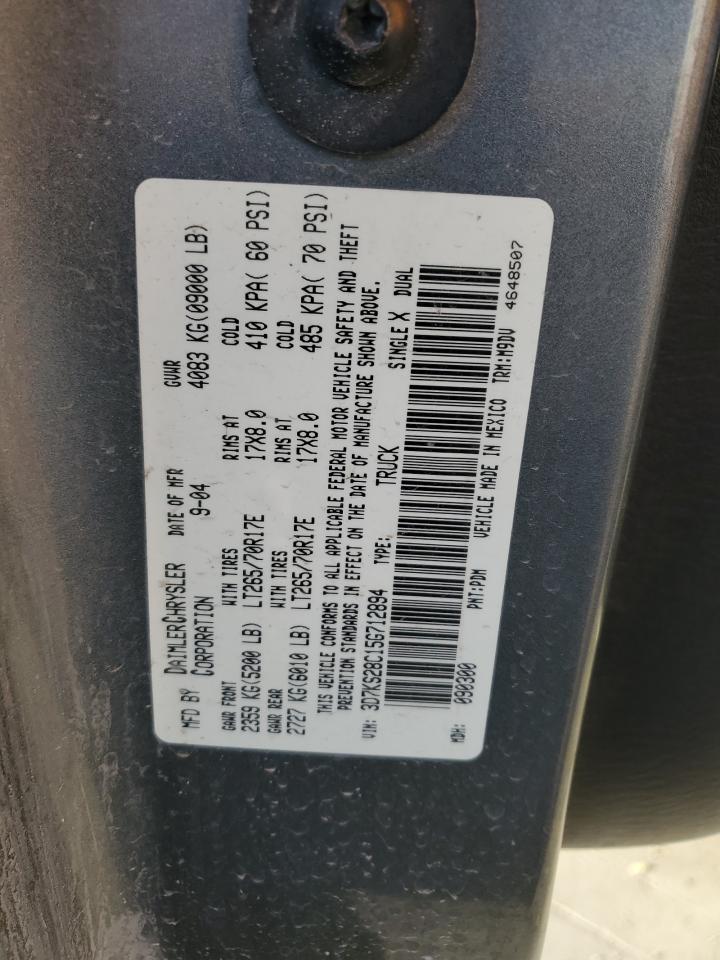 MFD BY DAIMLERCHRYSLER CORPORATION DATE OF MFR 9-04 GVWR 4083 KG(09000 LB)
GAWR FRONT WITH TIRES RIMS AT COLD
2359 KG(5200 LB) LT265/70R17E 17X8.0 410 KPA( 60 PSI)
GAWR REAR WITH TIRES RIMS AT COLD
2727 KG(6010 LB) LT265/70R17E 17X8.0 485 KPA( 70 PSI)
THIS VEHICLE CONFORMS TO ALL APPLICABLE FEDERAL MOTOR VEHICLE SAFETY AND THEFT
PREVENTION STANDARDS IN EFFECT ON THE DATE OF MANUFACTURE SHOWN ABOVE.
VIN: 3D7KS28C15G712894 TYPE: TRUCK SINGLE X DUAL
MDH: 090300 PNT:PDM VEHICLE MADE IN MEXICO TRM:M9DV
4648507